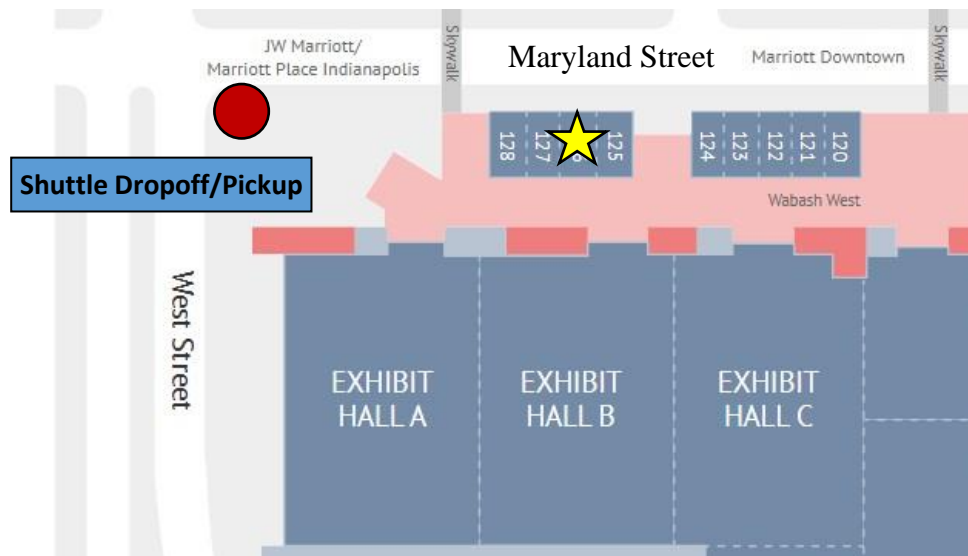 JW Marriott/
Marriott Place Indianapolis
Skywalk
Maryland Street
Marriott Downtown
Skywalk
128
127
125
124
123
122
121
120
Shuttle Dropoff/Pickup
Wabash West
West Street
EXHIBIT
HALL A
EXHIBIT
HALL B
EXHIBIT
HALL C